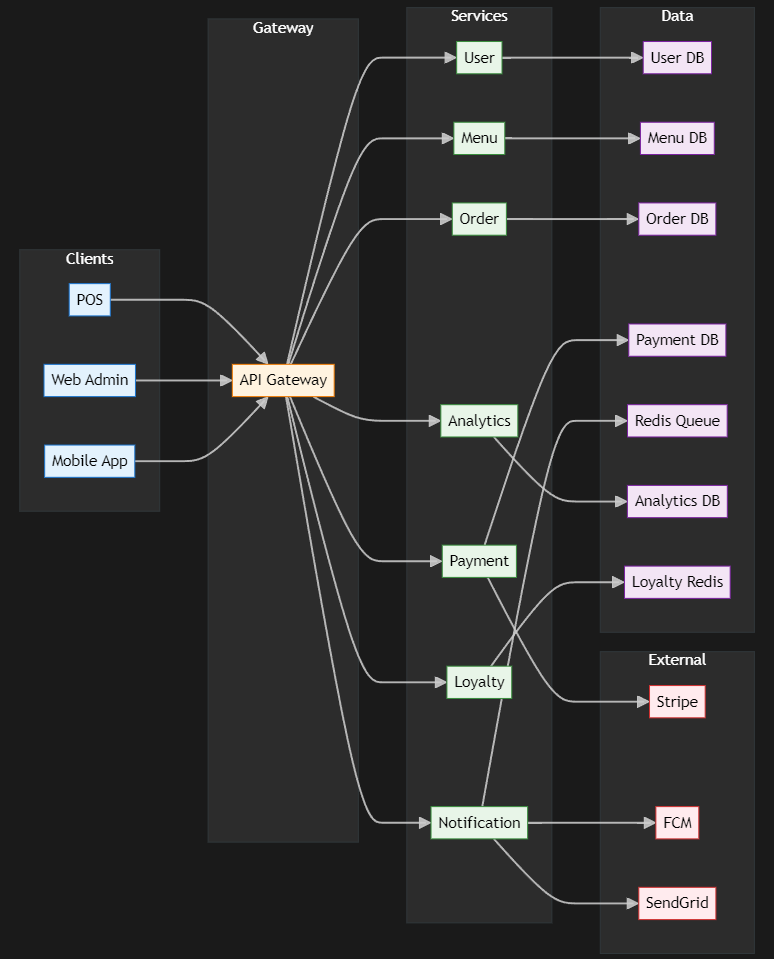 Clients
POS
Web Admin
Mobile App
Gateway
API Gateway
Services
User
Menu
Order
Analytics
Payment
Loyalty
Notification
Data
User DB
Menu DB
Order DB
Payment DB
Redis Queue
Analytics DB
Loyalty Redis
External
Stripe
FCM
SendGrid